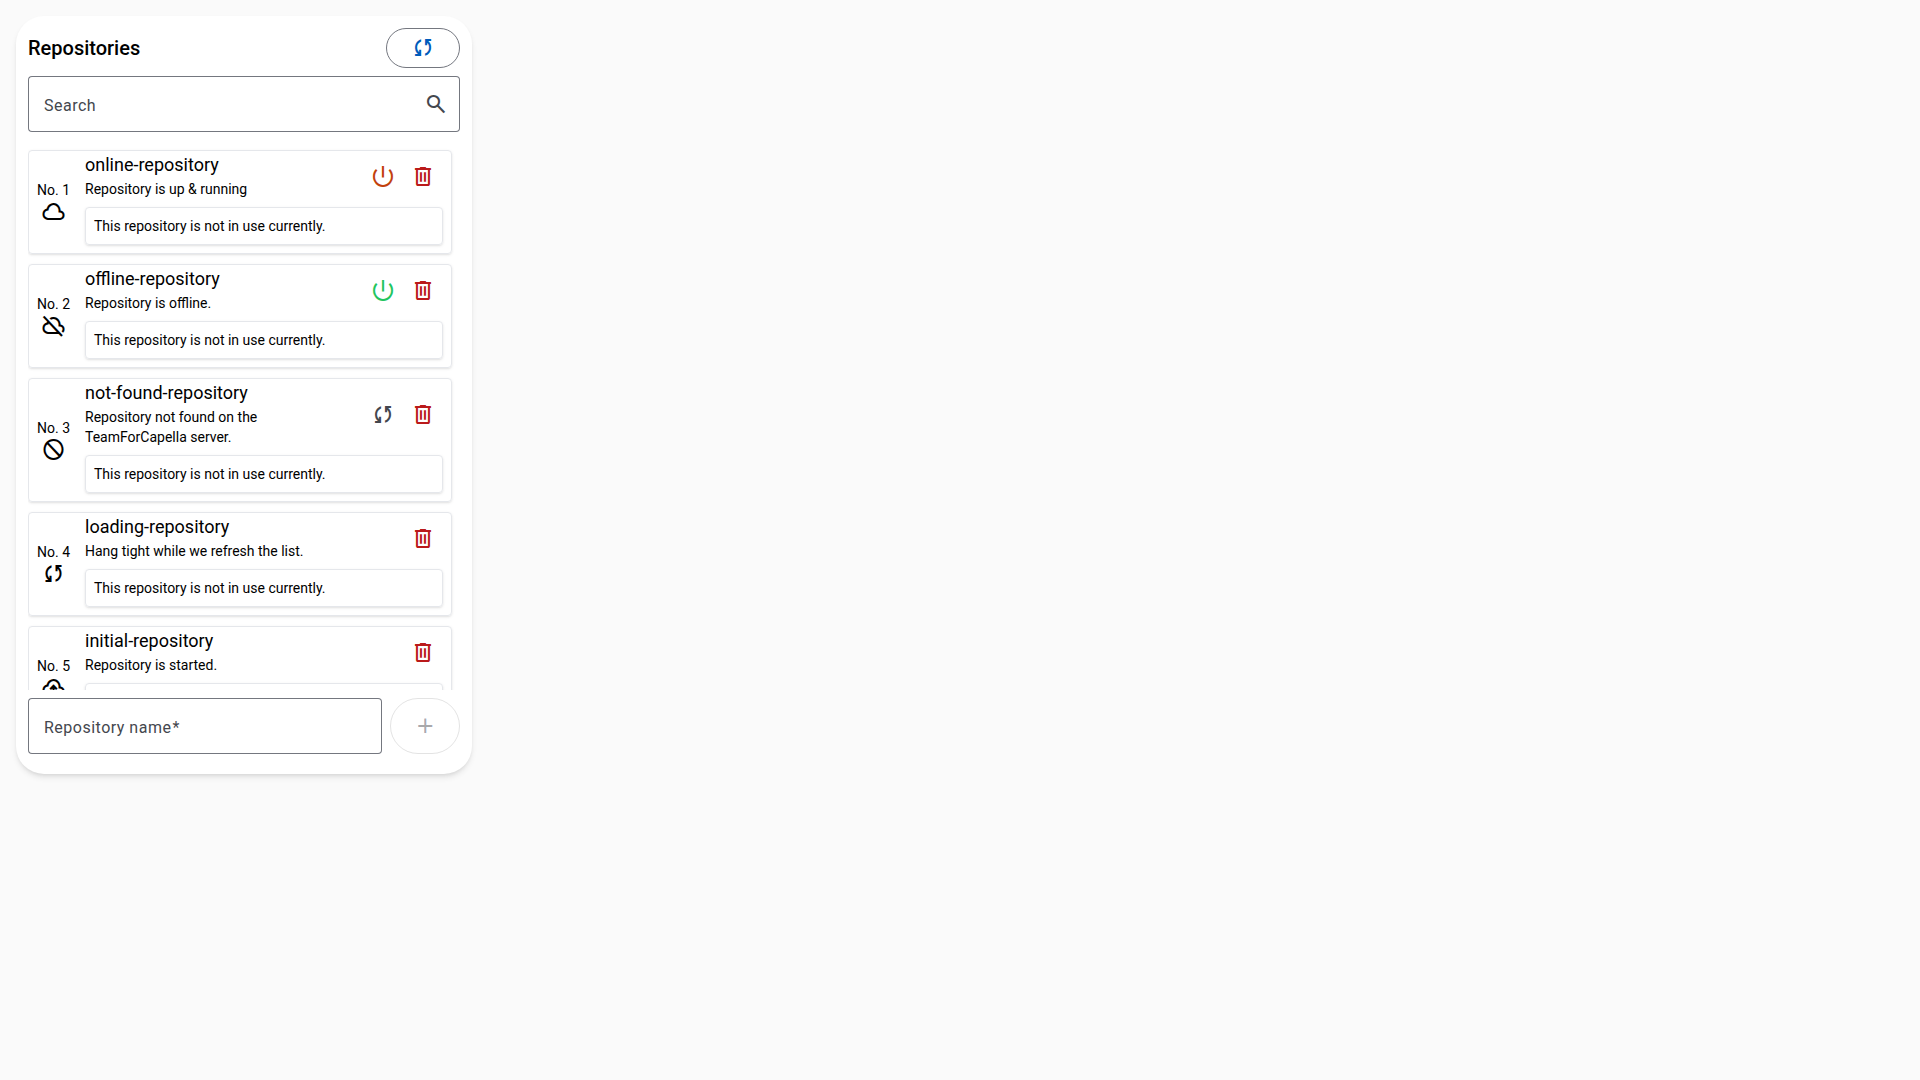 Repositories
Search
online-repository
No. 1
Repository is up & running
This repository is not in use currently.
offline-repository
No. 2
Repository is offline.
This repository is not in use currently.
not-found-repository
Repository not found on the
No. 3
TeamForCapella server.
This repository is not in use currently.
loading-repository
No. 4
Hang tight while we refresh the list.
This repository is not in use currently.
initial-repository
No. 5
Repository is started.
Repository name*